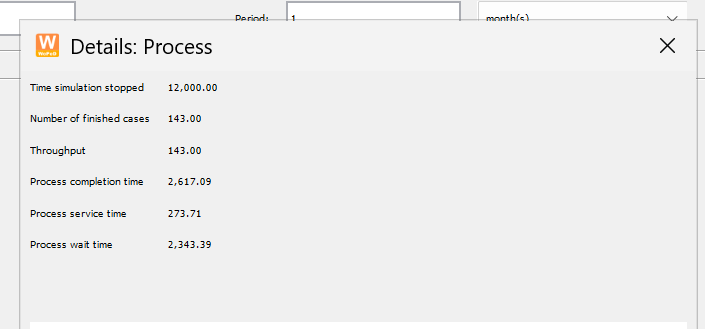 Period: 1 month(s)
W
WoPeD
Details: Process
Time simulation stopped 12,000.00
Number of finished cases 143.00
Throughput 143.00
Process completion time 2,617.09
Process service time 273.71
Process wait time 2,343.39